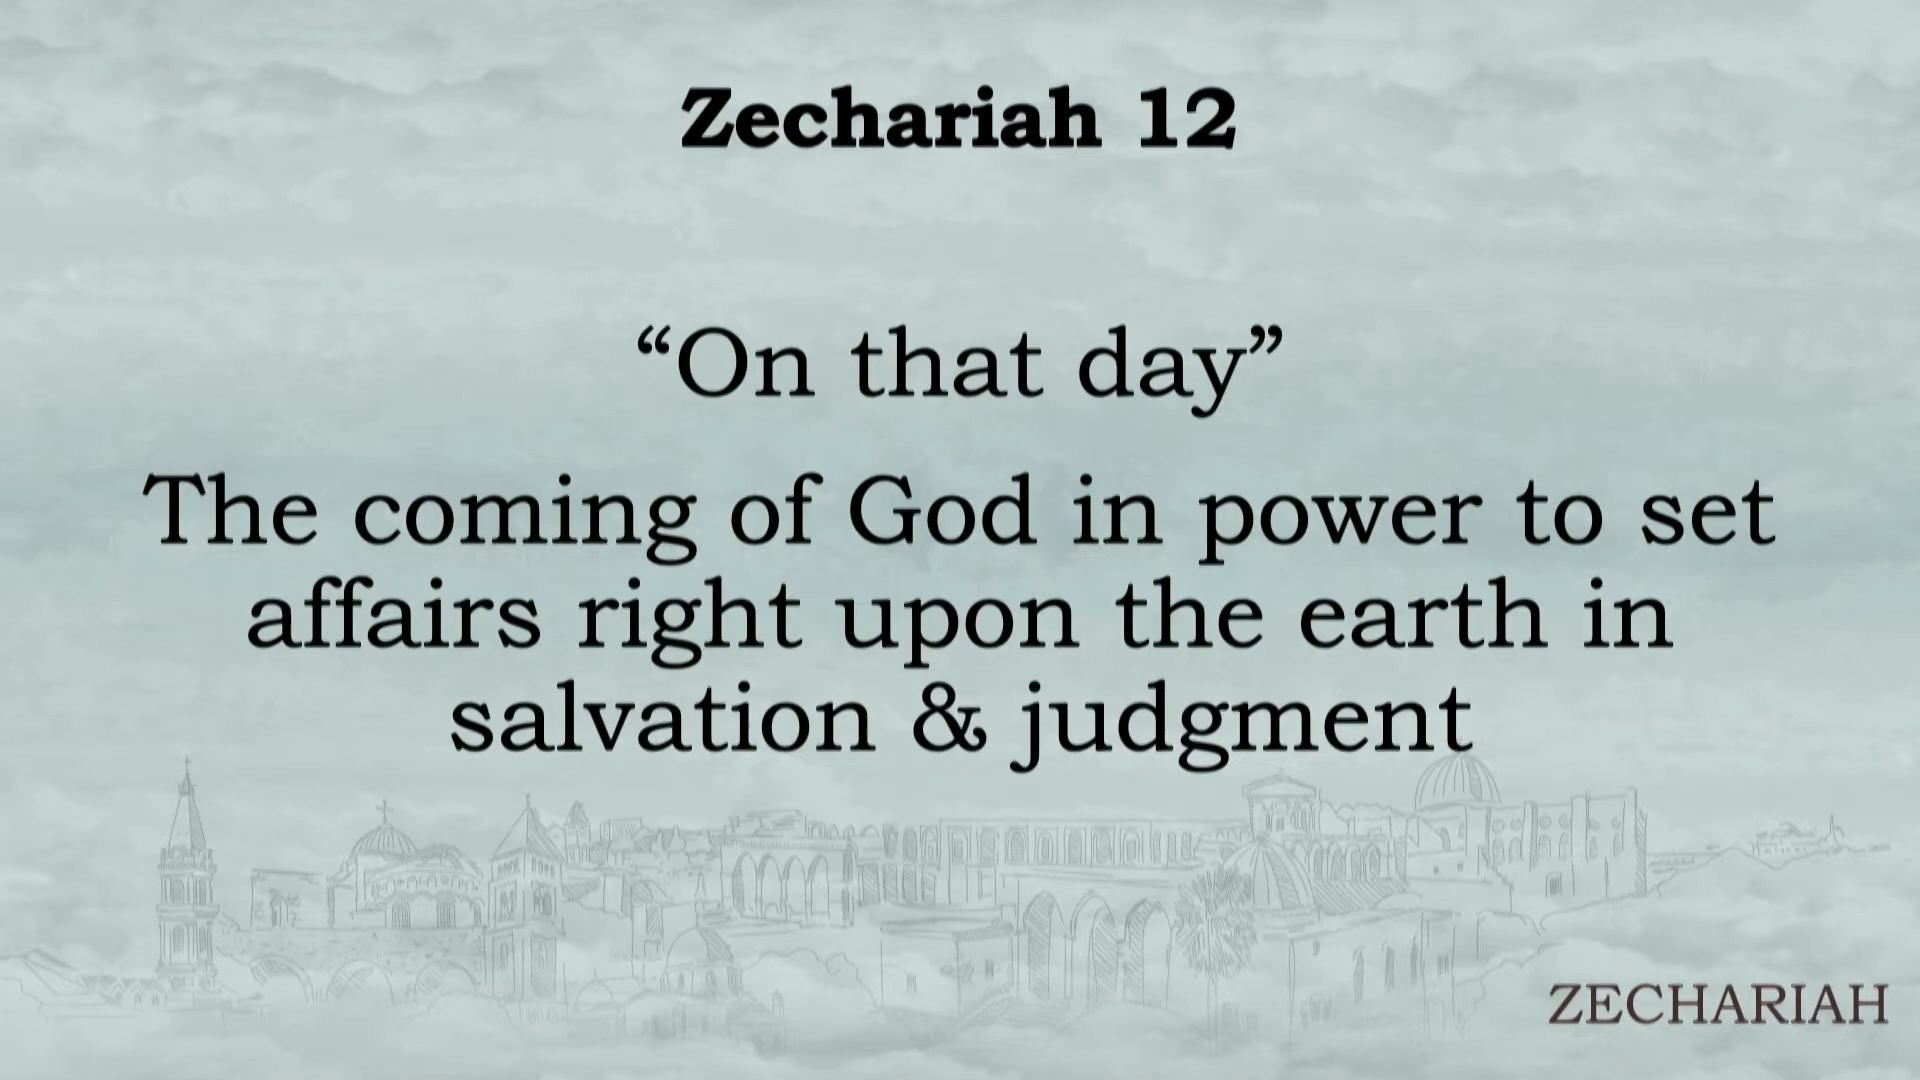 Zechariah 12
“On that day”
The coming of God in power to set
affairs right upon the earth in
salvation & judgment
ZECHARIAH